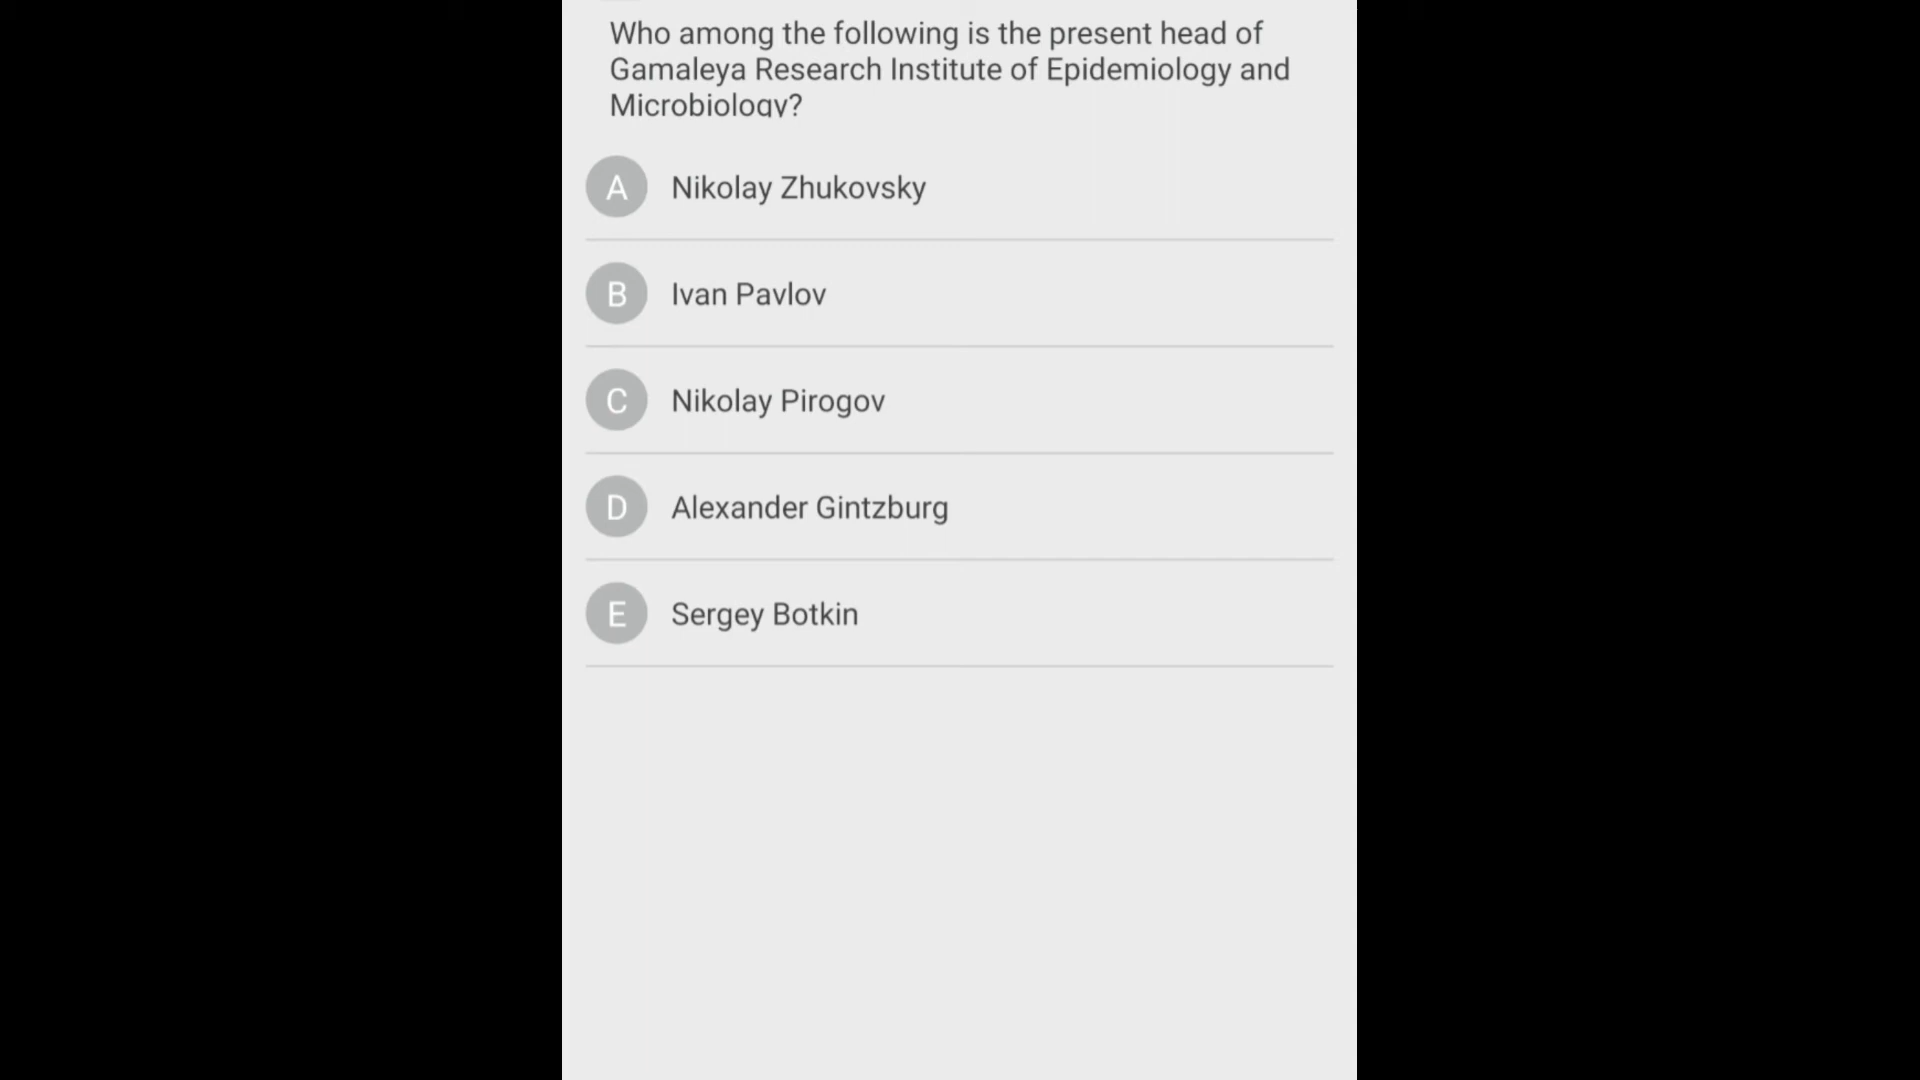 Who among the following is the present head of
Gamaleya Research Institute of Epidemiology and
Microbiology?
A Nikolay Zhukovsky
B Ivan Pavlov
C Nikolay Pirogov
D Alexander Gintzburg
E Sergey Botkin